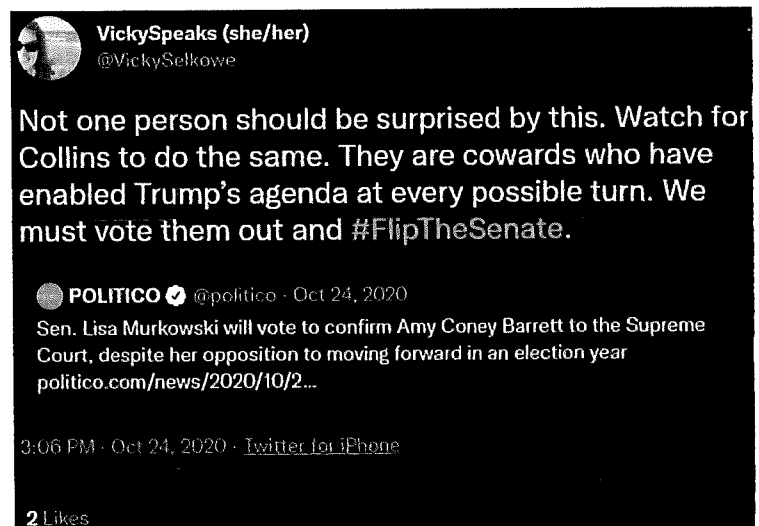 VickySpeaks (she/her)
@VickySelkowe
Not one person should be surprised by this. Watch for
Collins to do the same. They are cowards who have
enabled Trump's agenda at every possible turn. We
must vote them out and #FlipTheSenate.
POLITICO @politico · Oct 24, 2020
Sen. Lisa Murkowski will vote to confirm Amy Coney Barrett to the Supreme
Court, despite her opposition to moving forward in an election year
politico.com/news/2020/10/2...
3:06 PM · Oct 24, 2020 · Twitter for iPhone
2 Likes